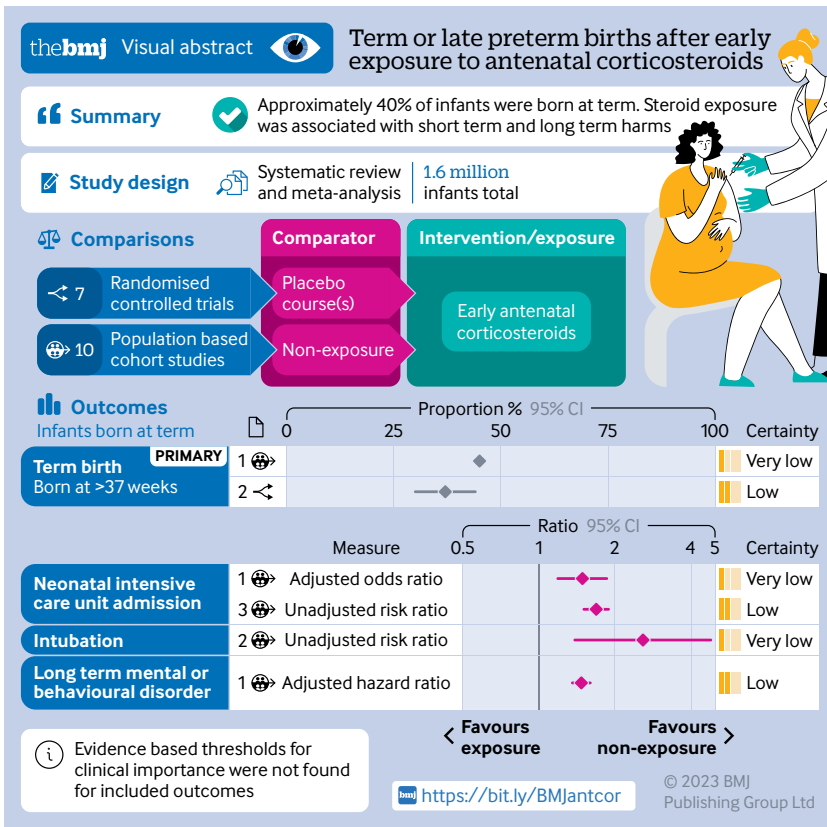 thebmj Visual abstract
Term or late preterm births after early
exposure to antenatal corticosteroids
Summary
Approximately 40% of infants were born at term. Steroid exposure
was associated with short term and long term harms
Study design
Systematic review
and meta-analysis
1.6 million
infants total
Comparisons
Comparator
Intervention/exposure
7 Randomised
controlled trials
Placebo
course(s)
Early antenatal
corticosteroids
10 Population based
cohort studies
Non-exposure
Outcomes
Infants born at term
Proportion % 95% CI
0 25 50 75 100 Certainty
Term birth PRIMARY
Born at >37 weeks
1 Very low
2 Low
Ratio 95% CI
Measure 0.5 1 2 4 5 Certainty
Neonatal intensive
care unit admission
1 Adjusted odds ratio Very low
3 Unadjusted risk ratio Low
Intubation 2 Unadjusted risk ratio Very low
Long term mental or
behavioural disorder
1 Adjusted hazard ratio Low
Favours
exposure
Favours
non-exposure
Evidence based thresholds for
clinical importance were not found
for included outcomes
bmj https://bit.ly/BMJantcor
© 2023 BMJ
Publishing Group Ltd